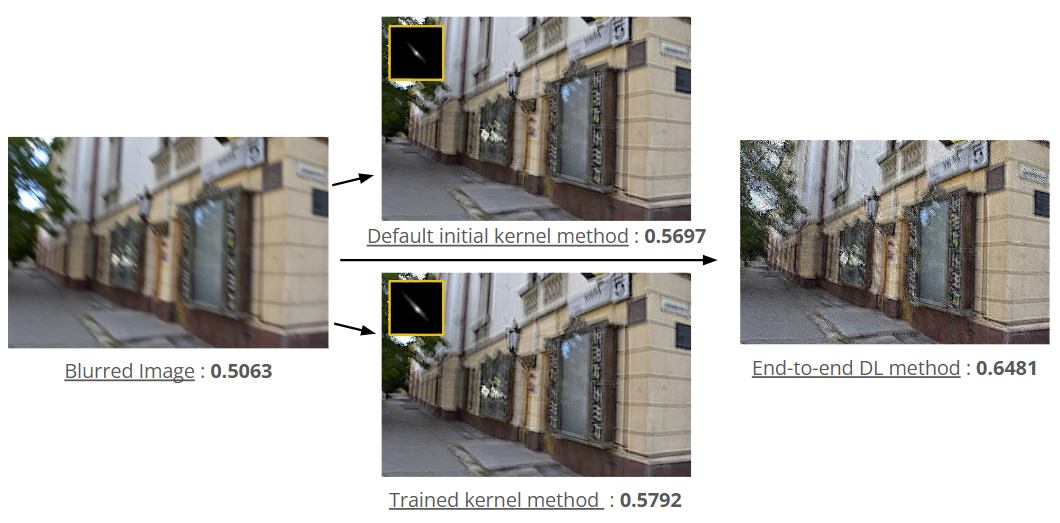 Default initial kernel method : 0.5697
Blurred Image : 0.5063
End-to-end DL method : 0.6481
Trained kernel method : 0.5792